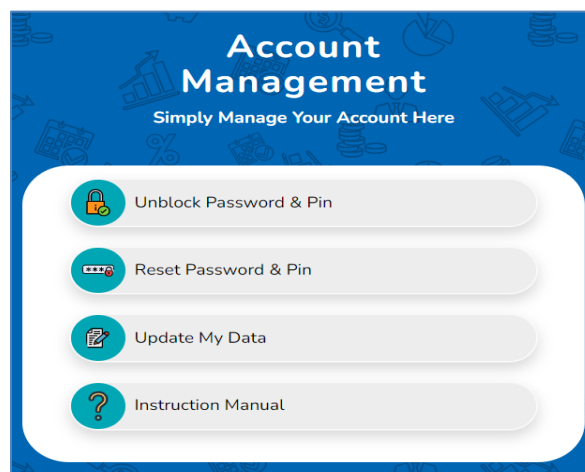 Account
Management
Simply Manage Your Account Here
Unblock Password & Pin
Reset Password & Pin
Update My Data
Instruction Manual